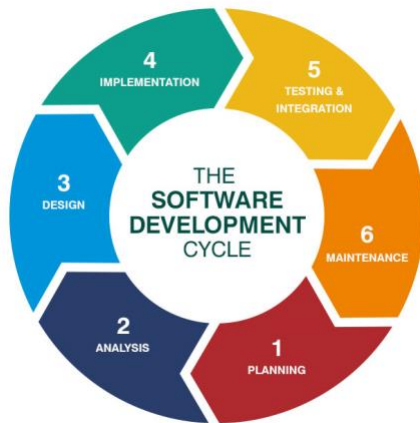 THE
SOFTWARE
DEVELOPMENT
CYCLE
1
PLANNING
2
ANALYSIS
3
DESIGN
4
IMPLEMENTATION
5
TESTING &
INTEGRATION
6
MAINTENANCE